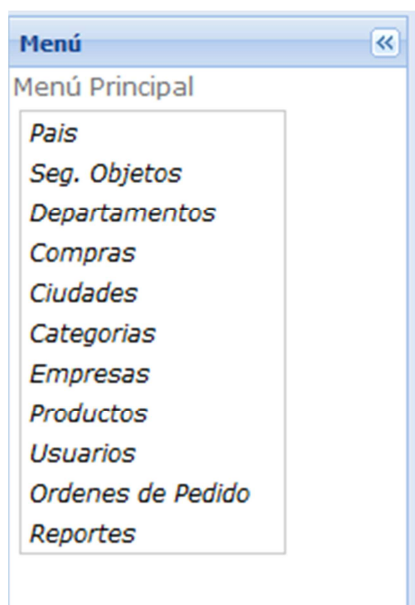 Menú
Menú Principal
Pais
Seg. Objetos
Departamentos
Compras
Ciudades
Categorias
Empresas
Productos
Usuarios
Ordenes de Pedido
Reportes